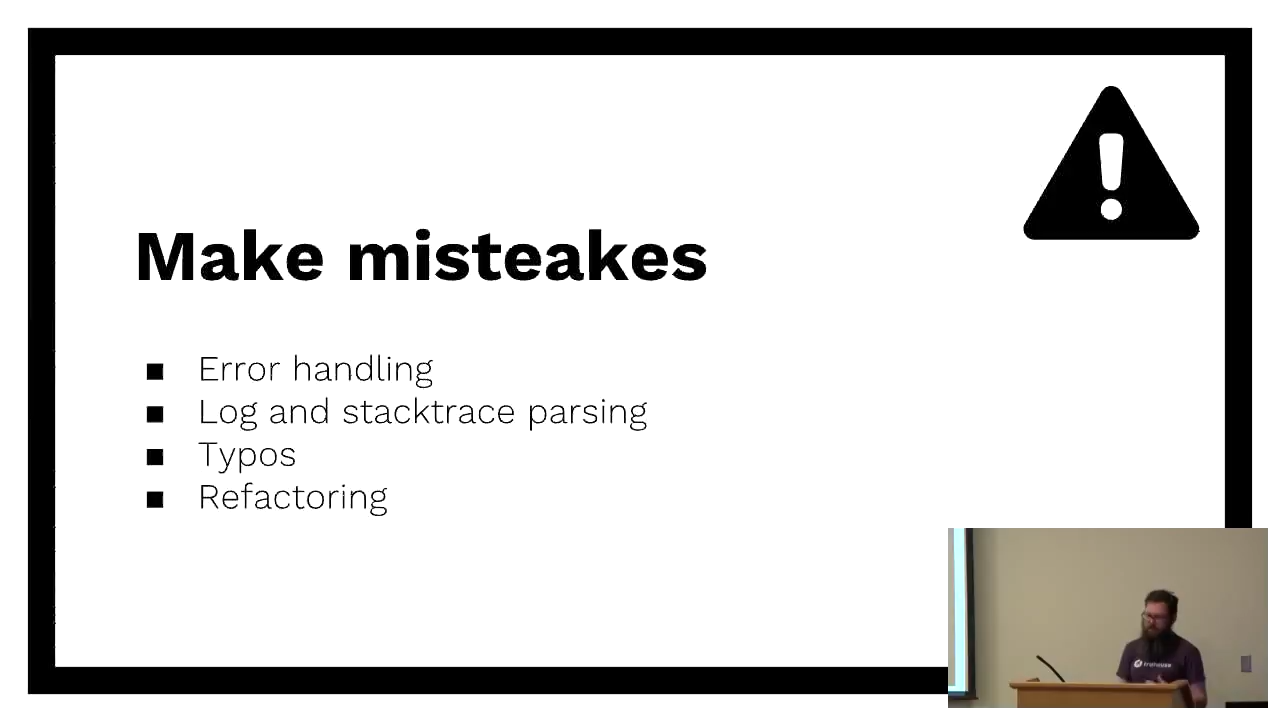 Make misteakes
■ Error handling
■ Log and stacktrace parsing
■ Typos
■ Refactoring